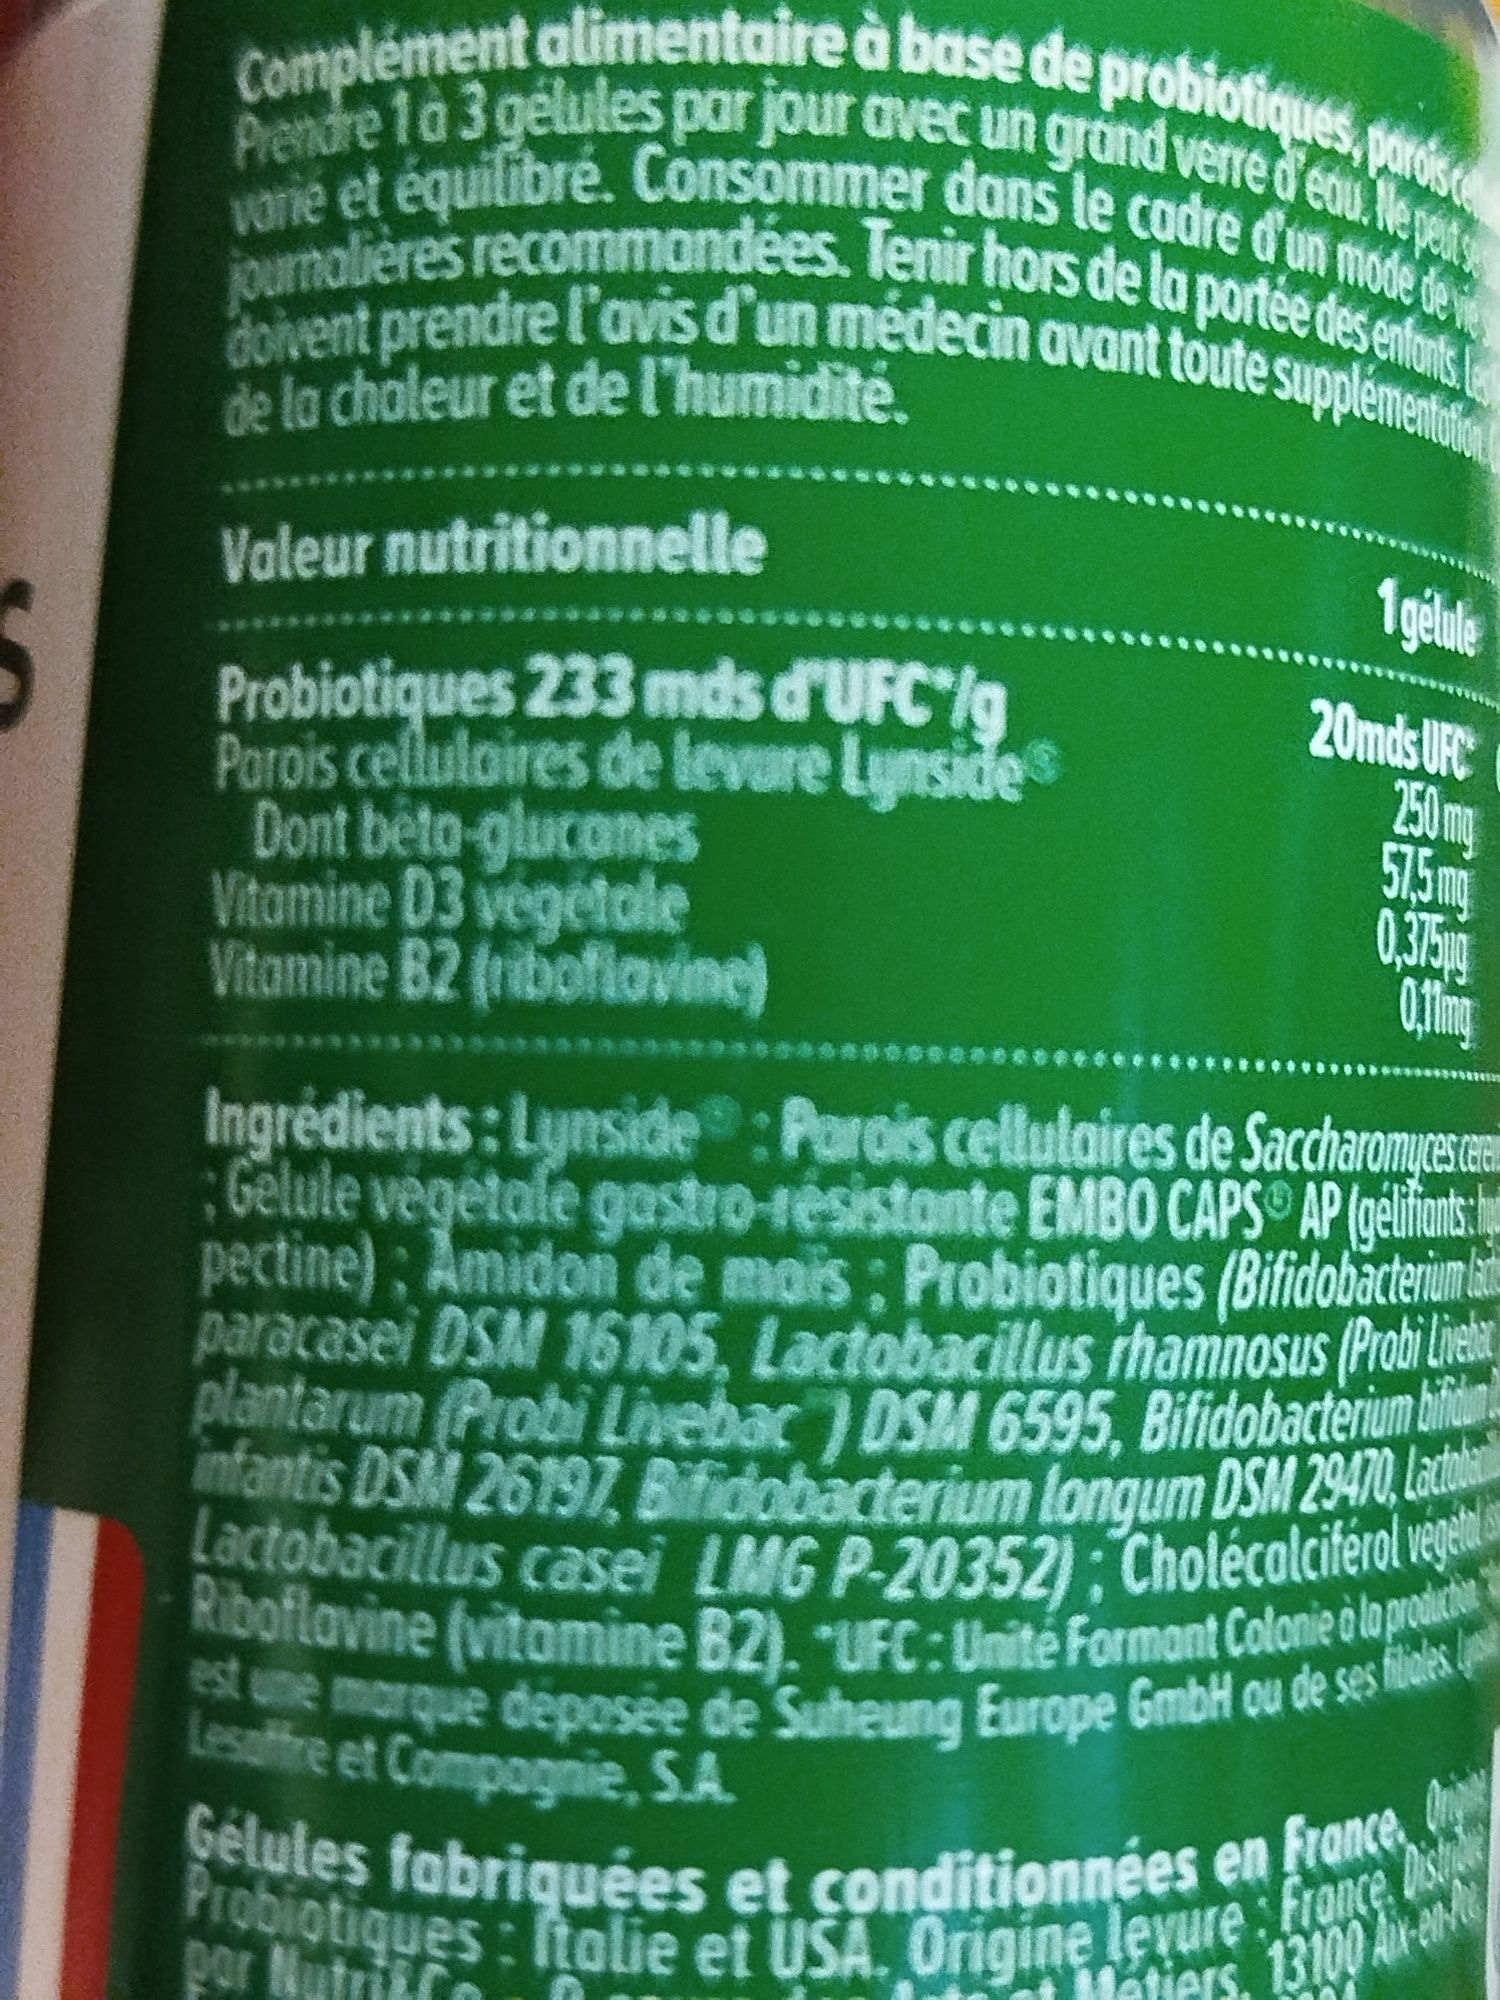 Complément alimentaire à base de probiotiques, parois
Prendre 1 à 3 gélules par jour avec un grand verre d'eau. Ne peut
varié et équilibré. Consommer dans le cadre d'un mode de
journalières recommandées. Tenir hors de la portée des enfants.
doivent prendre l'avis d'un médecin avant toute supplémentation
de la chaleur et de l'humidité.
Valeur nutritionnelle 1 gélule
Probiotiques 233 mds d'UFC**/g 20mds UFC**
Parois cellulaires de levure Lynside® 250 mg
Dont bêta-glucanes 57,5 mg
Vitamine D3 végétale 0,375µg
Vitamine B2 (riboflavine) 0,11mg
Ingrédients : Lynside® : Parois cellulaires de Saccharomyces
; Gélule végétale gastro-résistante EMBO CAPS® AP (gélifiants :
pectine) ; Amidon de maïs ; Probiotiques (Bifidobacterium
paracasei DSM 16105, Lactobacillus rhamnosus (Probi
plantarum (Probi Livebac®) DSM 6595, Bifidobacterium
infantis DSM 26197, Bifidobacterium longum DSM 29470,
Lactobacillus casei LMG P-20352) ; Cholécalciférol
Riboflavine (vitamine B2). **UFC : Unité Formant Colonie à la
est une marque déposée de Suheung Europe GmbH ou de ses filiales.
Lesaffre et Compagnie, S.A.
Gélules fabriquées et conditionnées en France.
Probiotiques : Italie et USA. Origine levure : France.
par Nutri&Co Métiers, 13100
S